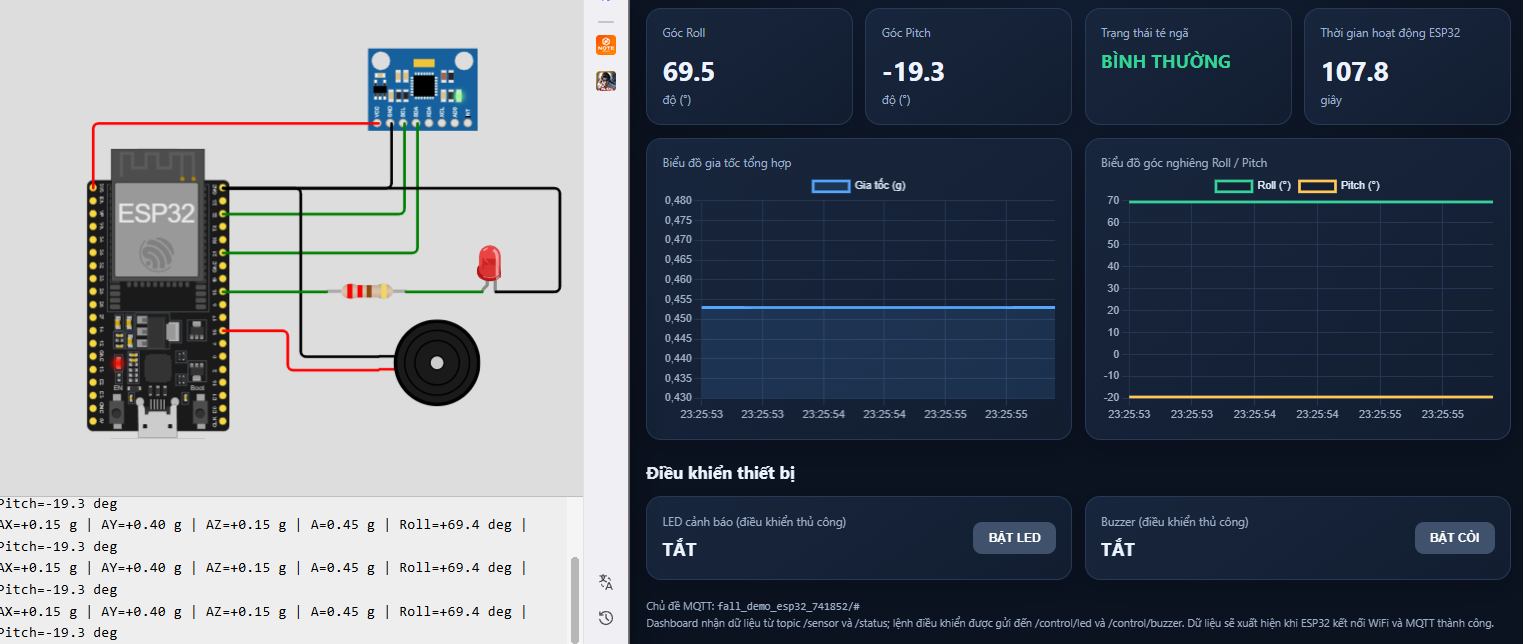 VCC GND SCL SDA XDA XCL AD0 INT
ESP32
EN
Boot
Pitch=-19.3 deg
AX=+0.15 g | AY=+0.40 g | AZ=+0.15 g | A=0.45 g | Roll=+69.4 deg |
Pitch=-19.3 deg
AX=+0.15 g | AY=+0.40 g | AZ=+0.15 g | A=0.45 g | Roll=+69.4 deg |
Pitch=-19.3 deg
AX=+0.15 g | AY=+0.40 g | AZ=+0.15 g | A=0.45 g | Roll=+69.4 deg |
Pitch=-19.3 deg
NOTE
Góc Roll
69.5
độ (°)
Góc Pitch
-19.3
độ (°)
Trạng thái té ngã
BÌNH THƯỜNG
Thời gian hoạt động ESP32
107.8
giây
Biểu đồ gia tốc tổng hợp
Gia tốc (g)
0,480
0,475
0,470
0,465
0,460
0,455
0,450
0,445
0,440
0,435
0,430
23:25:53 23:25:53 23:25:54 23:25:54 23:25:55 23:25:55
Biểu đồ góc nghiêng Roll / Pitch
Roll (°) Pitch (°)
70
60
50
40
30
20
10
0
-10
-20
23:25:53 23:25:53 23:25:54 23:25:54 23:25:55 23:25:55
Điều khiển thiết bị
LED cảnh báo (điều khiển thủ công)
TẮT
BẬT LED
Buzzer (điều khiển thủ công)
TẮT
BẬT CÒI
Chủ đề MQTT: fall_demo_esp32_741852/#
Dashboard nhận dữ liệu từ topic /sensor và /status; lệnh điều khiển được gửi đến /control/led và /control/buzzer. Dữ liệu sẽ xuất hiện khi ESP32 kết nối WiFi và MQTT thành công.